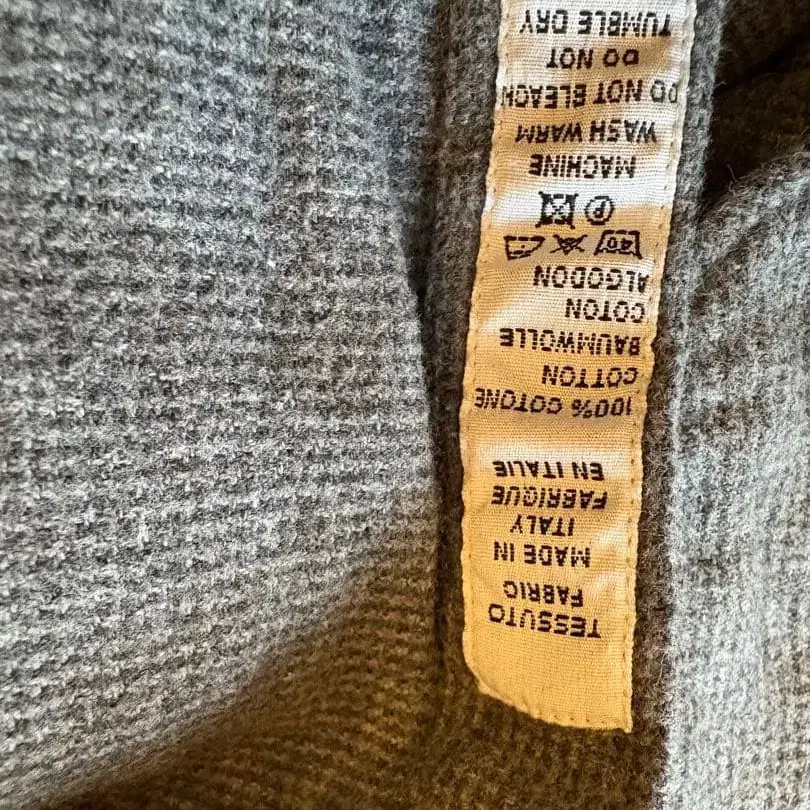 TESSUTO
FABRIC
MADE IN
ITALY
FABRIQUE
EN ITALIE
100% COTONE
COTTON
BAUMWOLLE
COTON
ALGODON
40
P
MACHINE
WASH WARM
DO NOT BLEACH
DO NOT
TUMBLE DRY